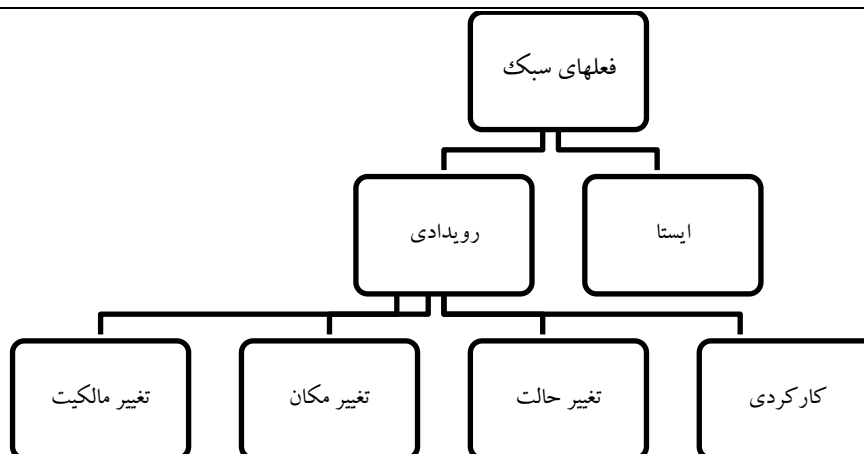 فعلهای سبک
ایستا
رویدادی
کارکردی
تغییر حالت
تغییر مکان
تغییر مالکیت